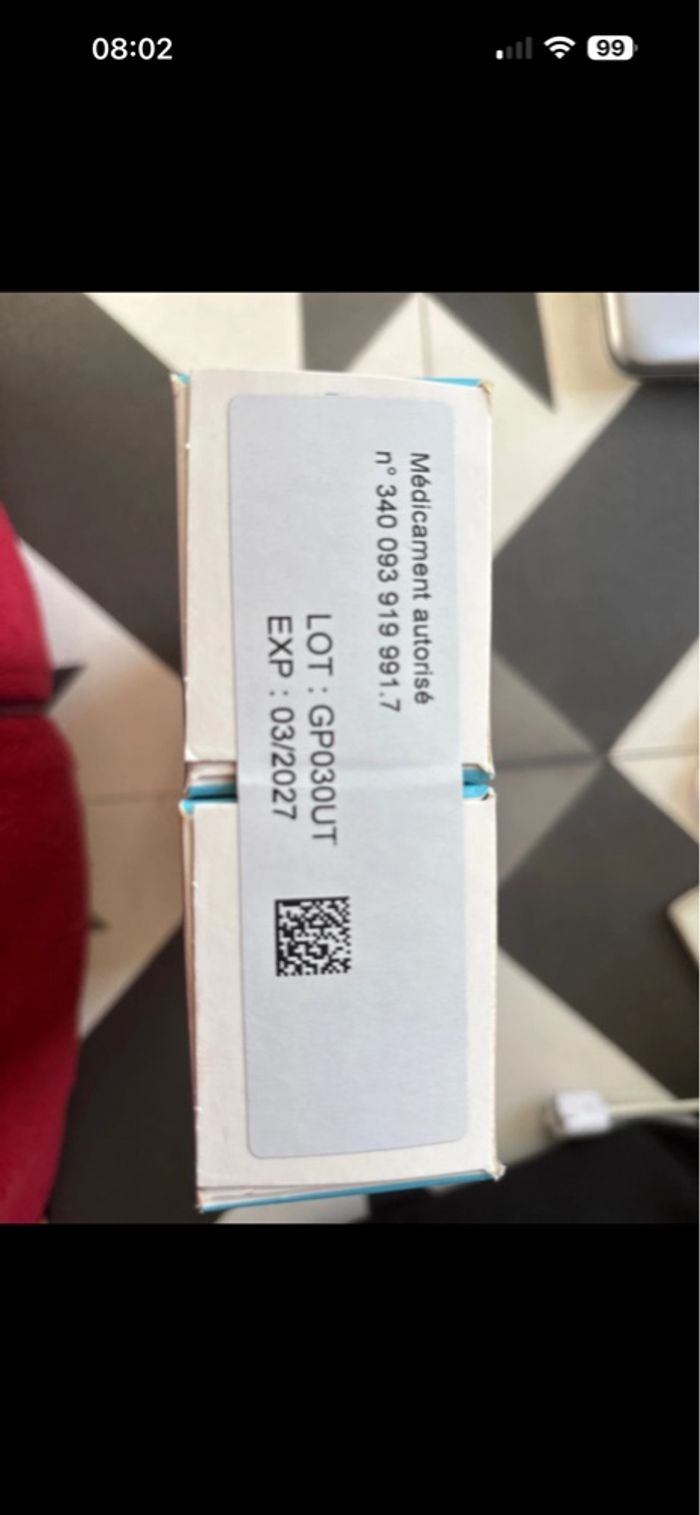 08:02
99
Médicament autorisé
n° 340 093 919 991.7
LOT : GP030UT
EXP : 03/2027